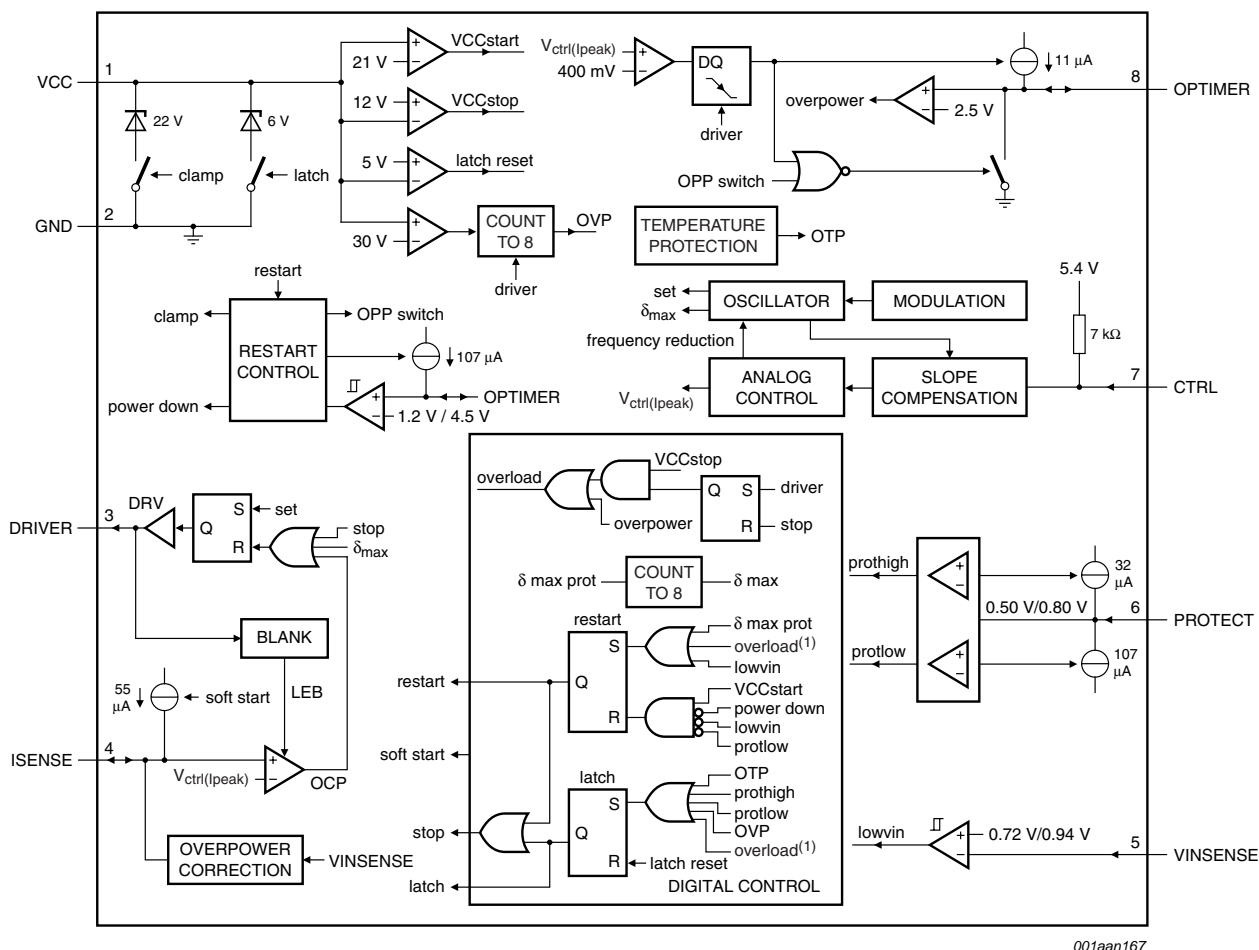 VCC
1
22 V
clamp
6 V
latch
GND
2
21 V
VCCstart
12 V
VCCstop
5 V
latch reset
30 V
COUNT
TO 8
OVP
driver
Vctrl(Ipeak)
400 mV
DQ
driver
11 µA
8
OPTIMER
overpower
2.5 V
OPP switch
TEMPERATURE
PROTECTION
OTP
restart
clamp
OPP switch
RESTART
CONTROL
107 µA
power down
OPTIMER
1.2 V / 4.5 V
5.4 V
set
δmax
OSCILLATOR
MODULATION
frequency reduction
7 kΩ
Vctrl(Ipeak)
ANALOG
CONTROL
SLOPE
COMPENSATION
7
CTRL
overload
VCCstop
Q
S
driver
overpower
R
stop
DRIVER
3
DRV
Q
S
R
set
stop
δmax
δ max prot
COUNT
TO 8
δ max
BLANK
LEB
55
µA
soft start
ISENSE
4
Vctrl(Ipeak)
OCP
OVERPOWER
CORRECTION
VINSENSE
restart
S
δ max prot
overload(1)
lowvin
restart
Q
R
VCCstart
power down
lowvin
protlow
soft start
latch
S
OTP
prothigh
protlow
OVP
overload(1)
stop
Q
R
latch reset
latch
DIGITAL CONTROL
prothigh
+
−
32
µA
0.50 V/0.80 V
6
PROTECT
protlow
+
−
107
µA
lowvin
0.72 V/0.94 V
5
VINSENSE
001aan167